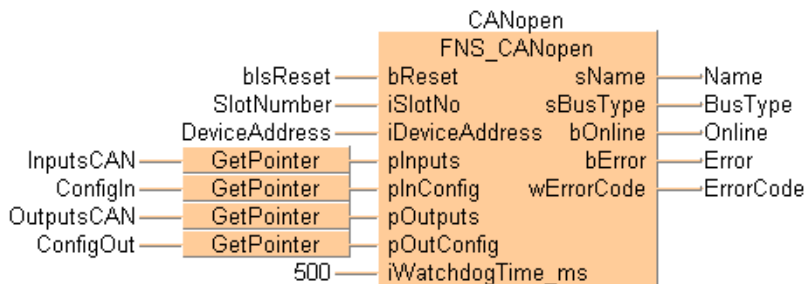 CANopen
FNS_CANopen
bIsReset bReset sName Name
SlotNumber iSlotNo sBusType BusType
DeviceAddress iDeviceAddress bOnline Online
InputsCAN GetPointer pInputs bError Error
ConfigIn GetPointer pInConfig wErrorCode ErrorCode
OutputsCAN GetPointer pOutputs
ConfigOut GetPointer pOutConfig
500 iWatchdogTime_ms